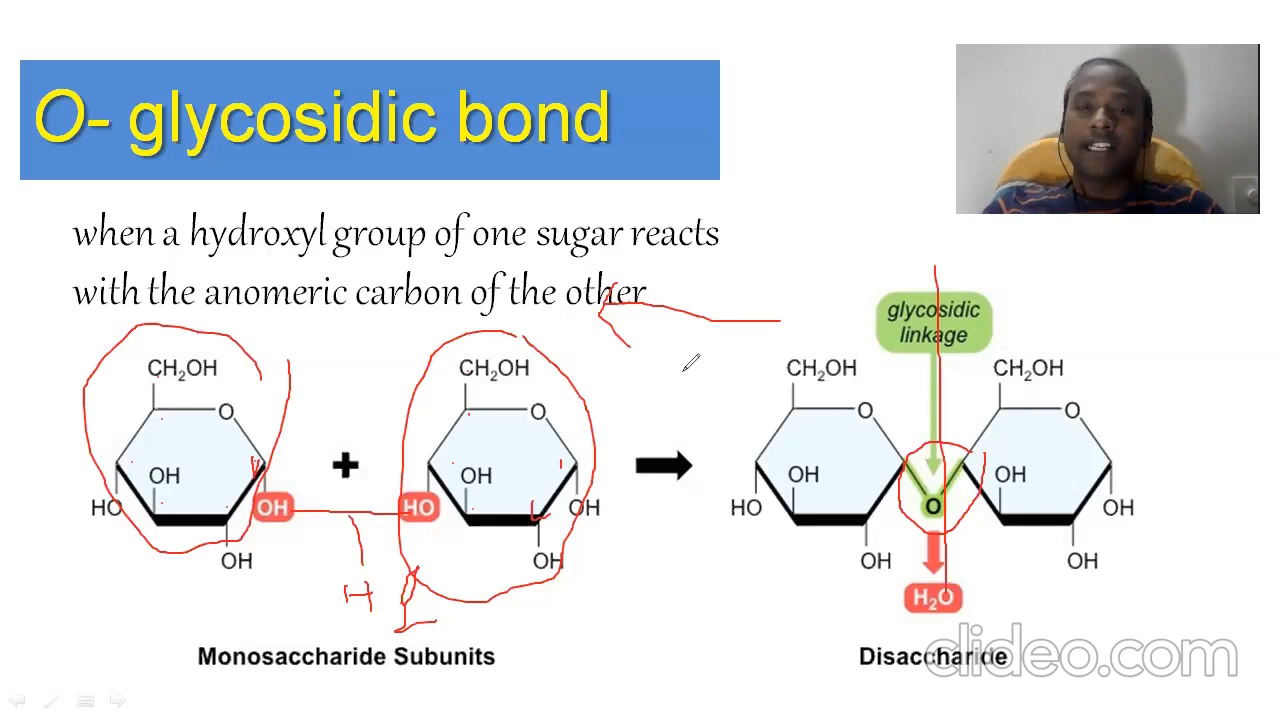 O- glycosidic bond
when a hydroxyl group of one sugar reacts
with the anomeric carbon of the other
glycosidic
linkage
CH₂OH
O
OH
HO
OH
OH
+
CH₂OH
O
OH
HO
OH
OH
CH₂OH
O
OH
HO
OH
O
CH₂OH
O
OH
OH
OH
H
H₂O
Monosaccharide Subunits
Disaccharide
clideo.com